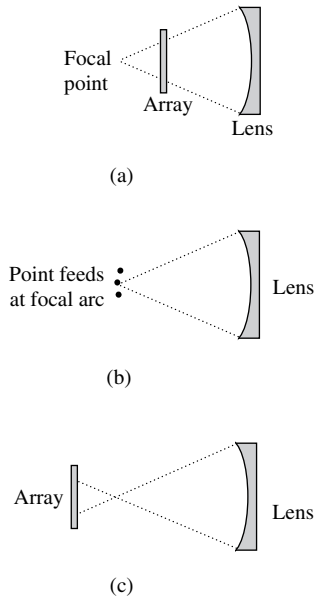 Focal
point
Array
Lens
(a)
Point feeds
at focal arc
Lens
(b)
Array
Lens
(c)